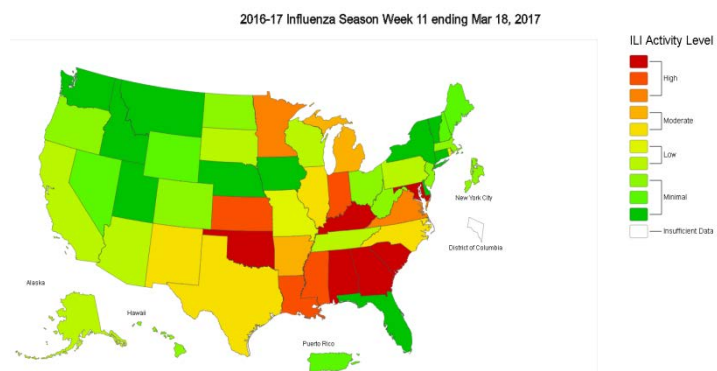 2016-17 Influenza Season Week 11 ending Mar 18, 2017
ILI Activity Level
High
Moderate
Low
Minimal
Insufficient Data
New York City
District of Columbia
Alaska
Hawaii
Puerto Rico